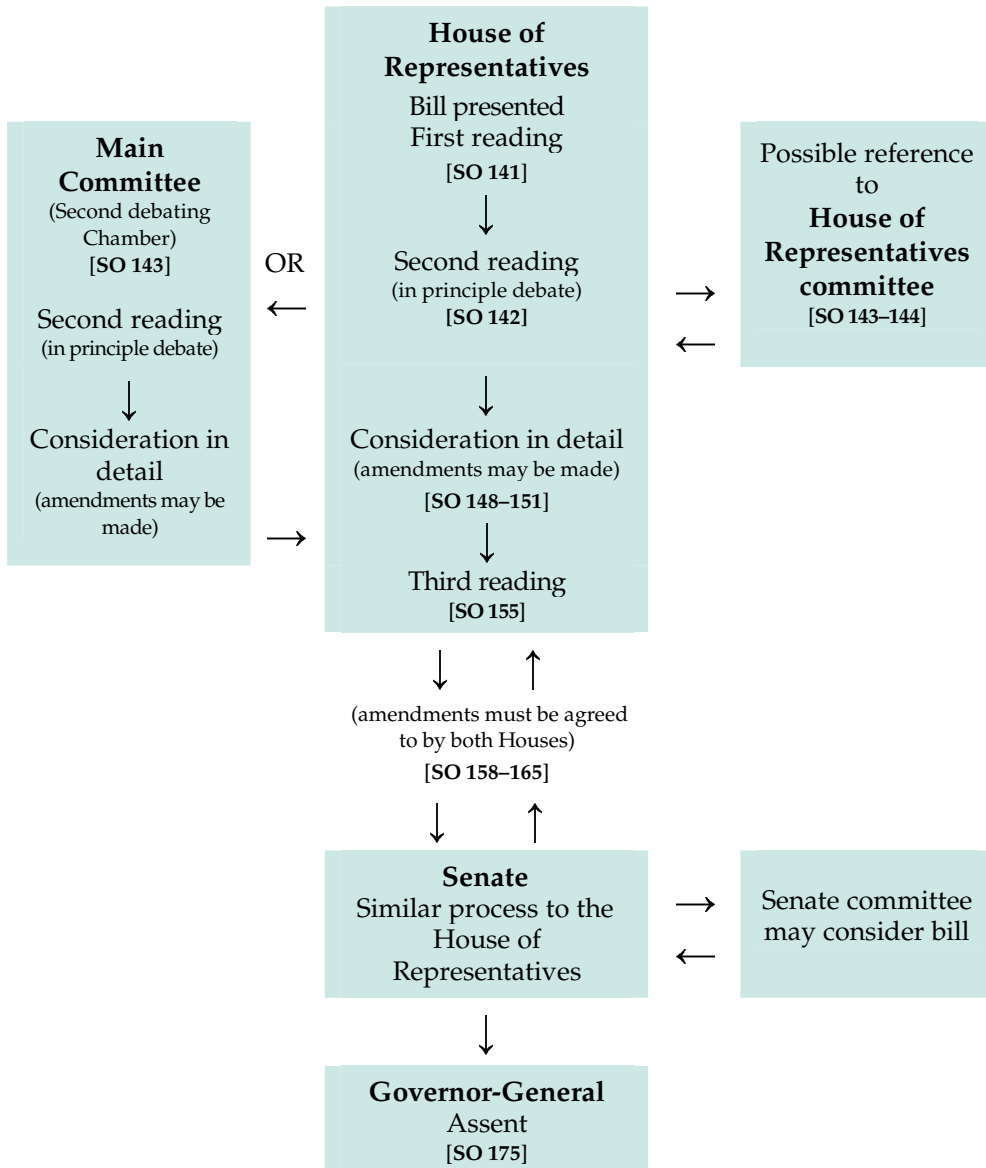 House of
Representatives
Bill presented
First reading
[SO 141]
Second reading
(in principle debate)
[SO 142]
Consideration in detail
(amendments may be made)
[SO 148–151]
Third reading
[SO 155]
Main
Committee
(Second debating
Chamber)
[SO 143]
Second reading
(in principle debate)
Consideration in
detail
(amendments may be
made)
OR
Possible reference
to
House of
Representatives
committee
[SO 143–144]
(amendments must be agreed
to by both Houses)
[SO 158–165]
Senate
Similar process to the
House of
Representatives
Senate committee
may consider bill
Governor-General
Assent
[SO 175]